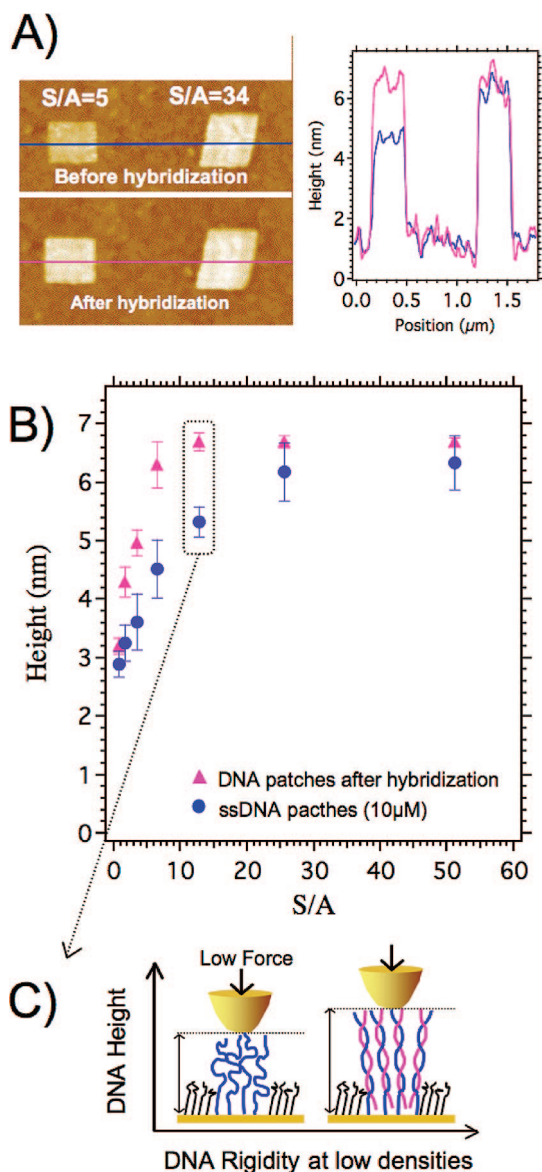 A)
S/A=5 S/A=34
Before hybridization
After hybridization
Height (nm)
6
4
2
0
0.0 0.5 1.0 1.5
Position (µm)
B)
Height (nm)
7
6
5
4
3
2
1
0
DNA patches after hybridization
ssDNA pacthes (10µM)
0 10 20 30 40 50 60
S/A
C)
Low Force
DNA Height
DNA Rigidity at low densities